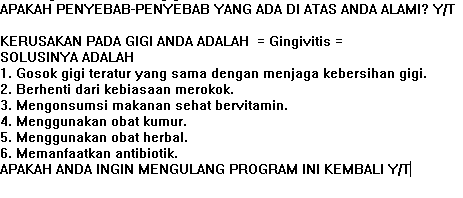 APAKAH PENYEBAB-PENYEBAB YANG ADA DI ATAS ANDA ALAMI? Y/T
KERUSAKAN PADA GIGI ANDA ADALAH = Gingivitis =
SOLUSINYA ADALAH
1. Gosok gigi teratur yang sama dengan menjaga kebersihan gigi.
2. Berhenti dari kebiasaan merokok.
3. Mengonsumsi makanan sehat bervitamin.
4. Menggunakan obat kumur.
5. Menggunakan obat herbal.
6. Memanfaatkan antibiotik.
APAKAH ANDA INGIN MENGULANG PROGRAM INI KEMBALI Y/T